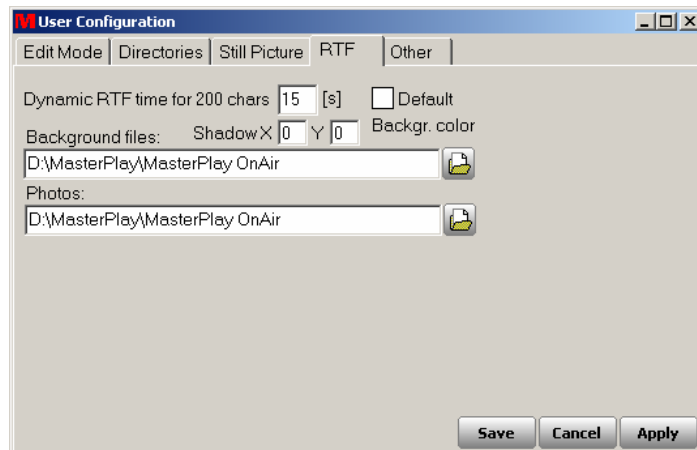 M User Configuration
Edit Mode Directories Still Picture RTF Other
Dynamic RTF time for 200 chars 15 [s] Default
Background files: Shadow X 0 Y 0 Backgr. color
D:\MasterPlay\MasterPlay OnAir
Photos:
D:\MasterPlay\MasterPlay OnAir
Save Cancel Apply